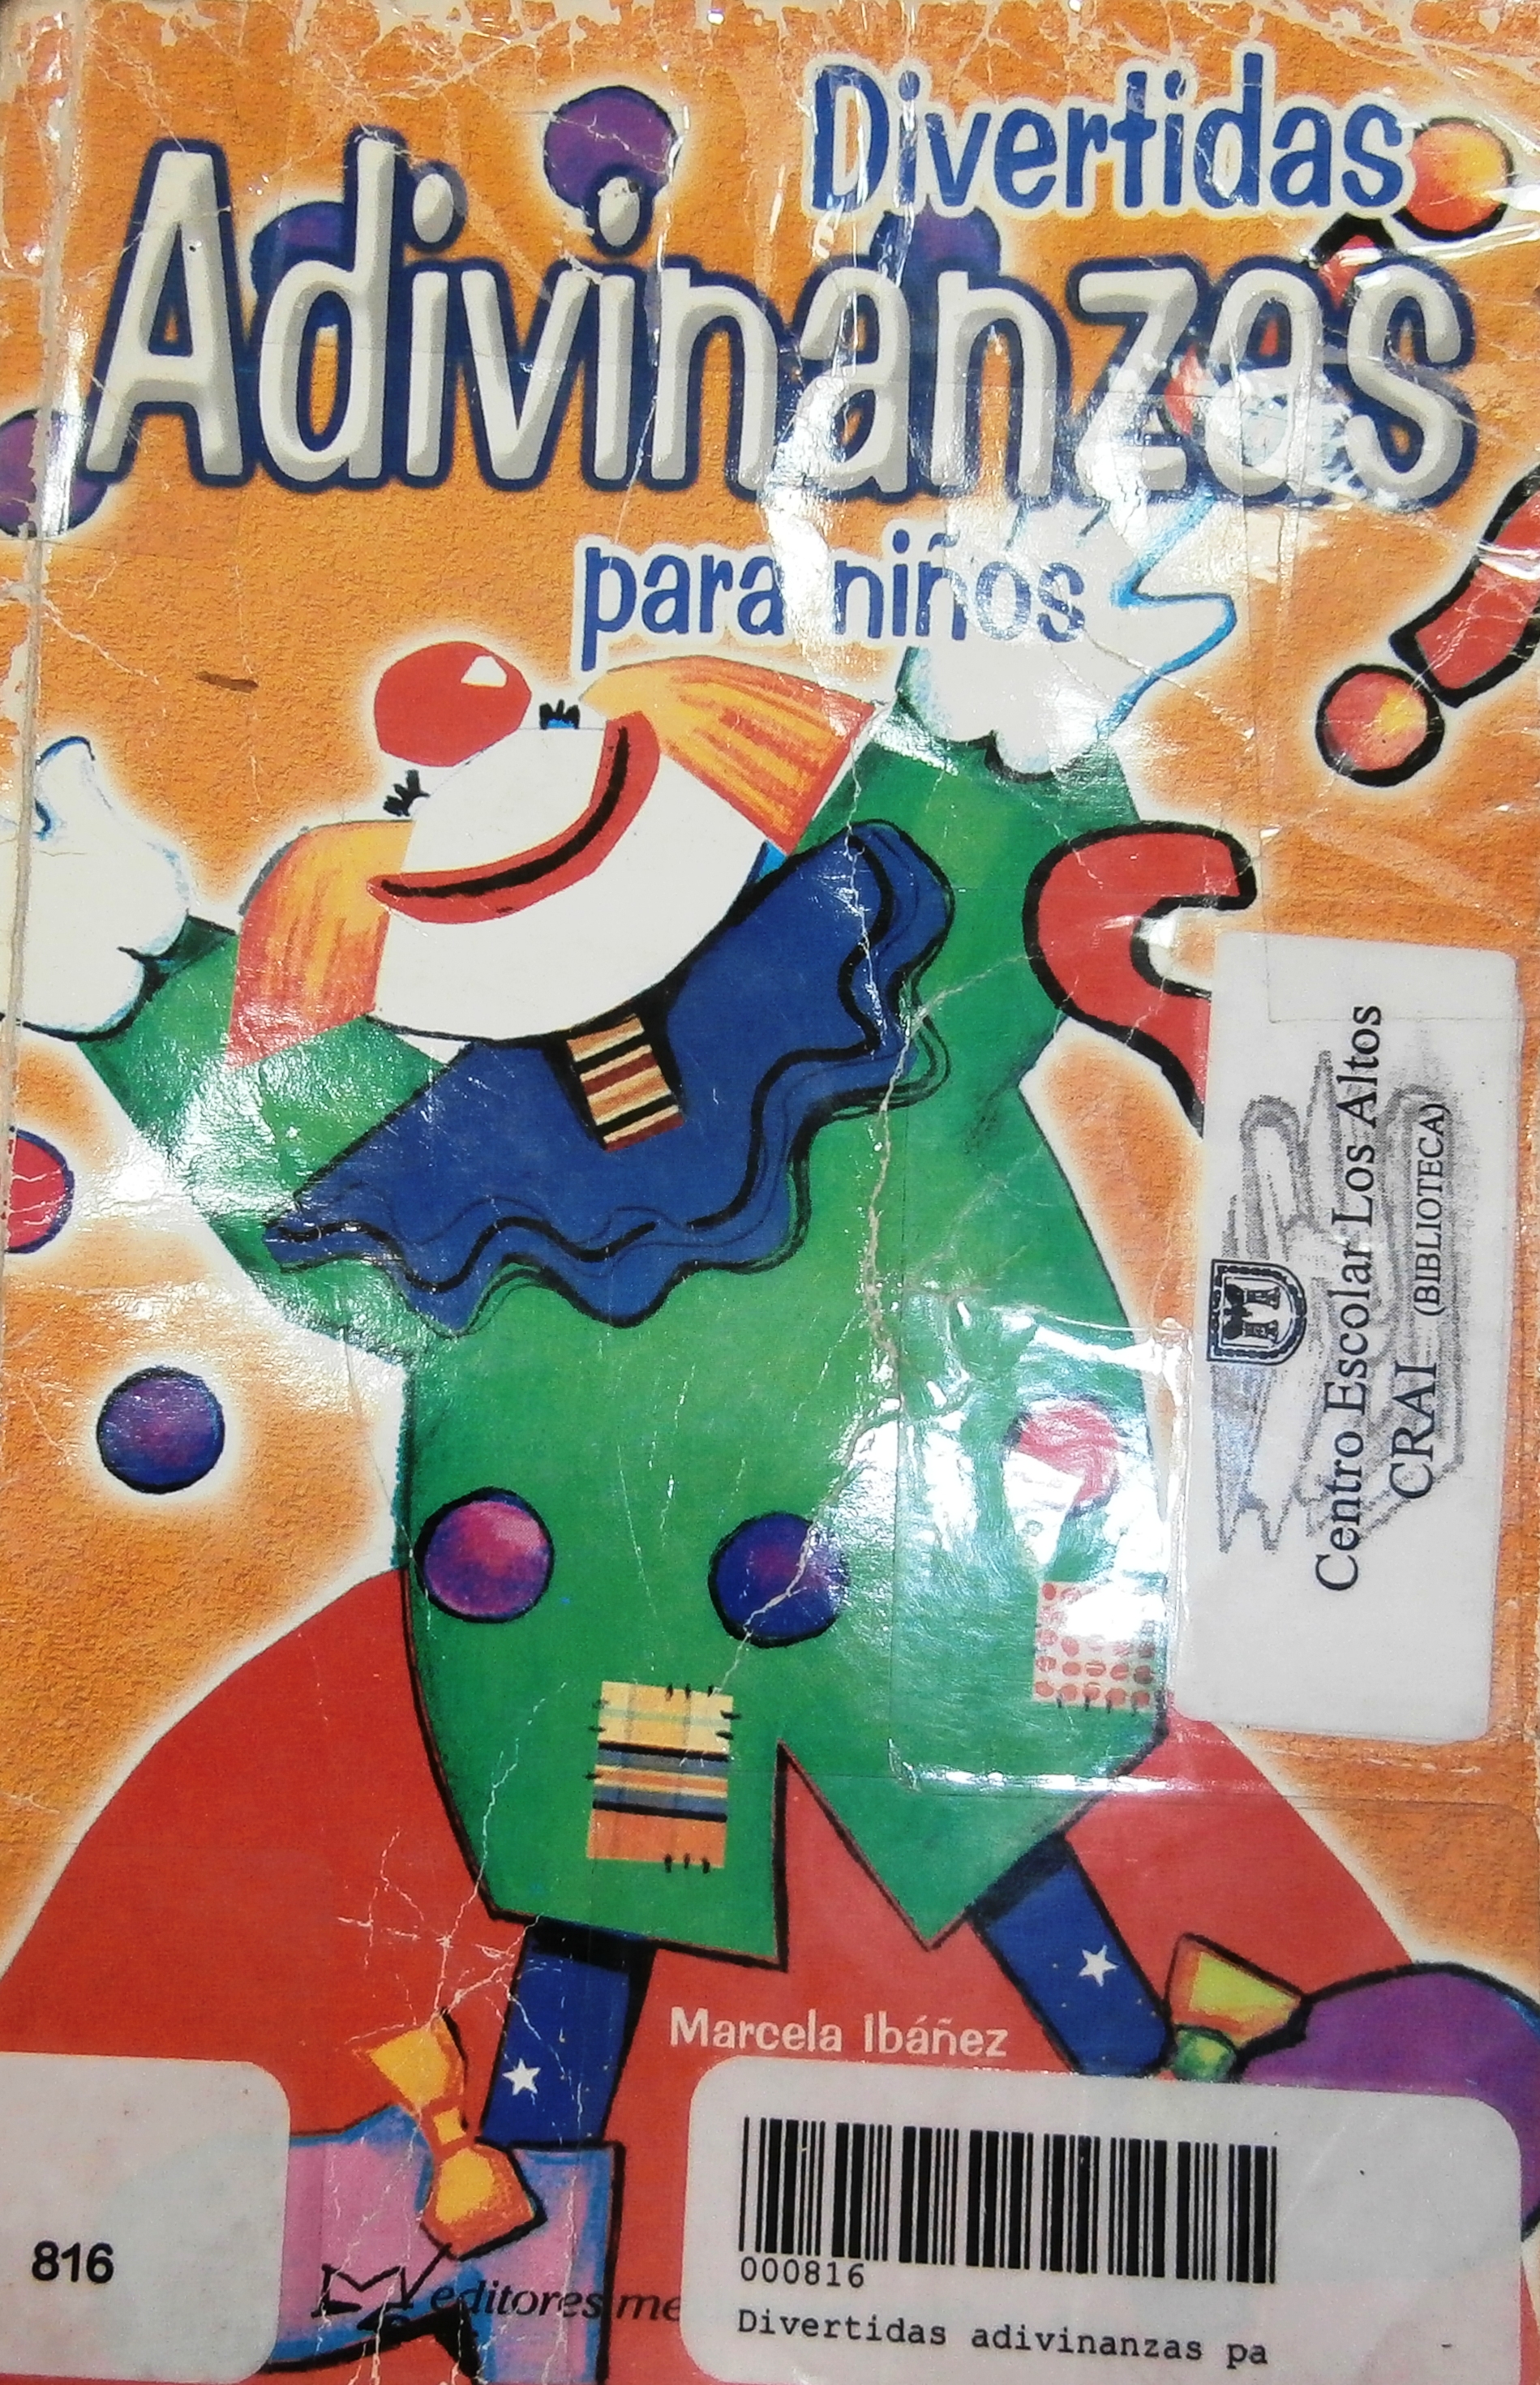 Divertidas
Adivinanzas
para niños
Centro Escolar Los Altos
CRAI (BIBLIOTECA)
Marcela Ibáñez
816
editores me
000816
Divertidas adivinanzas pa